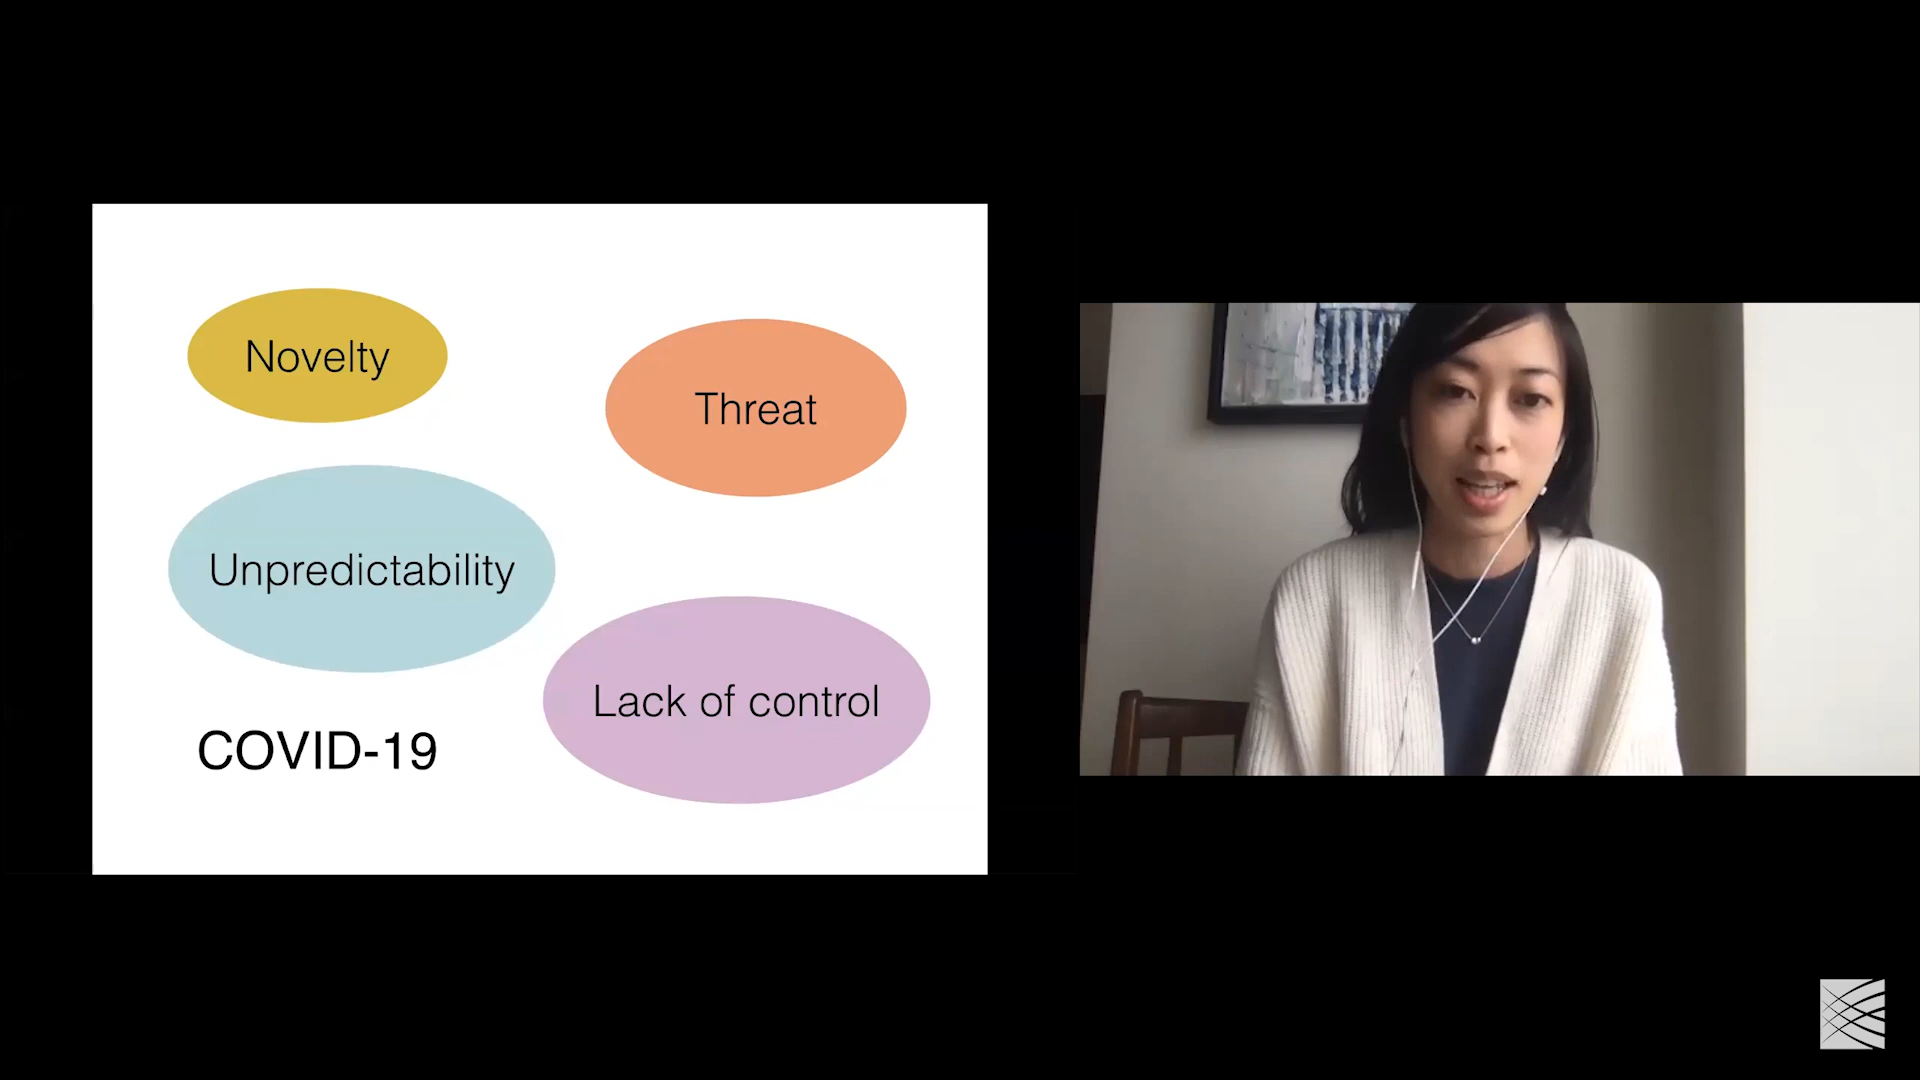 Novelty
Threat
Unpredictability
Lack of control
COVID-19